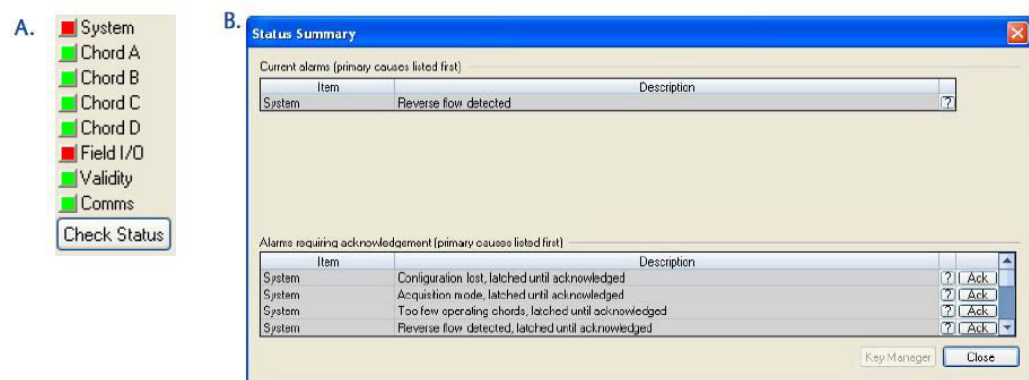 A.
System
Chord A
Chord B
Chord C
Chord D
Field I/O
Validity
Comms
Check Status
B.
Status Summary
Current alarms (primary causes listed first)
Item Description
System Reverse flow detected ?
Alarms requiring acknowledgement (primary causes listed first)
Item Description
System Configuration lost, latched until acknowledged ? Ack
System Acquisition mode, latched until acknowledged ? Ack
System Too few operating chords, latched until acknowledged ? Ack
System Reverse flow detected, latched until acknowledged ? Ack
Key Manager Close